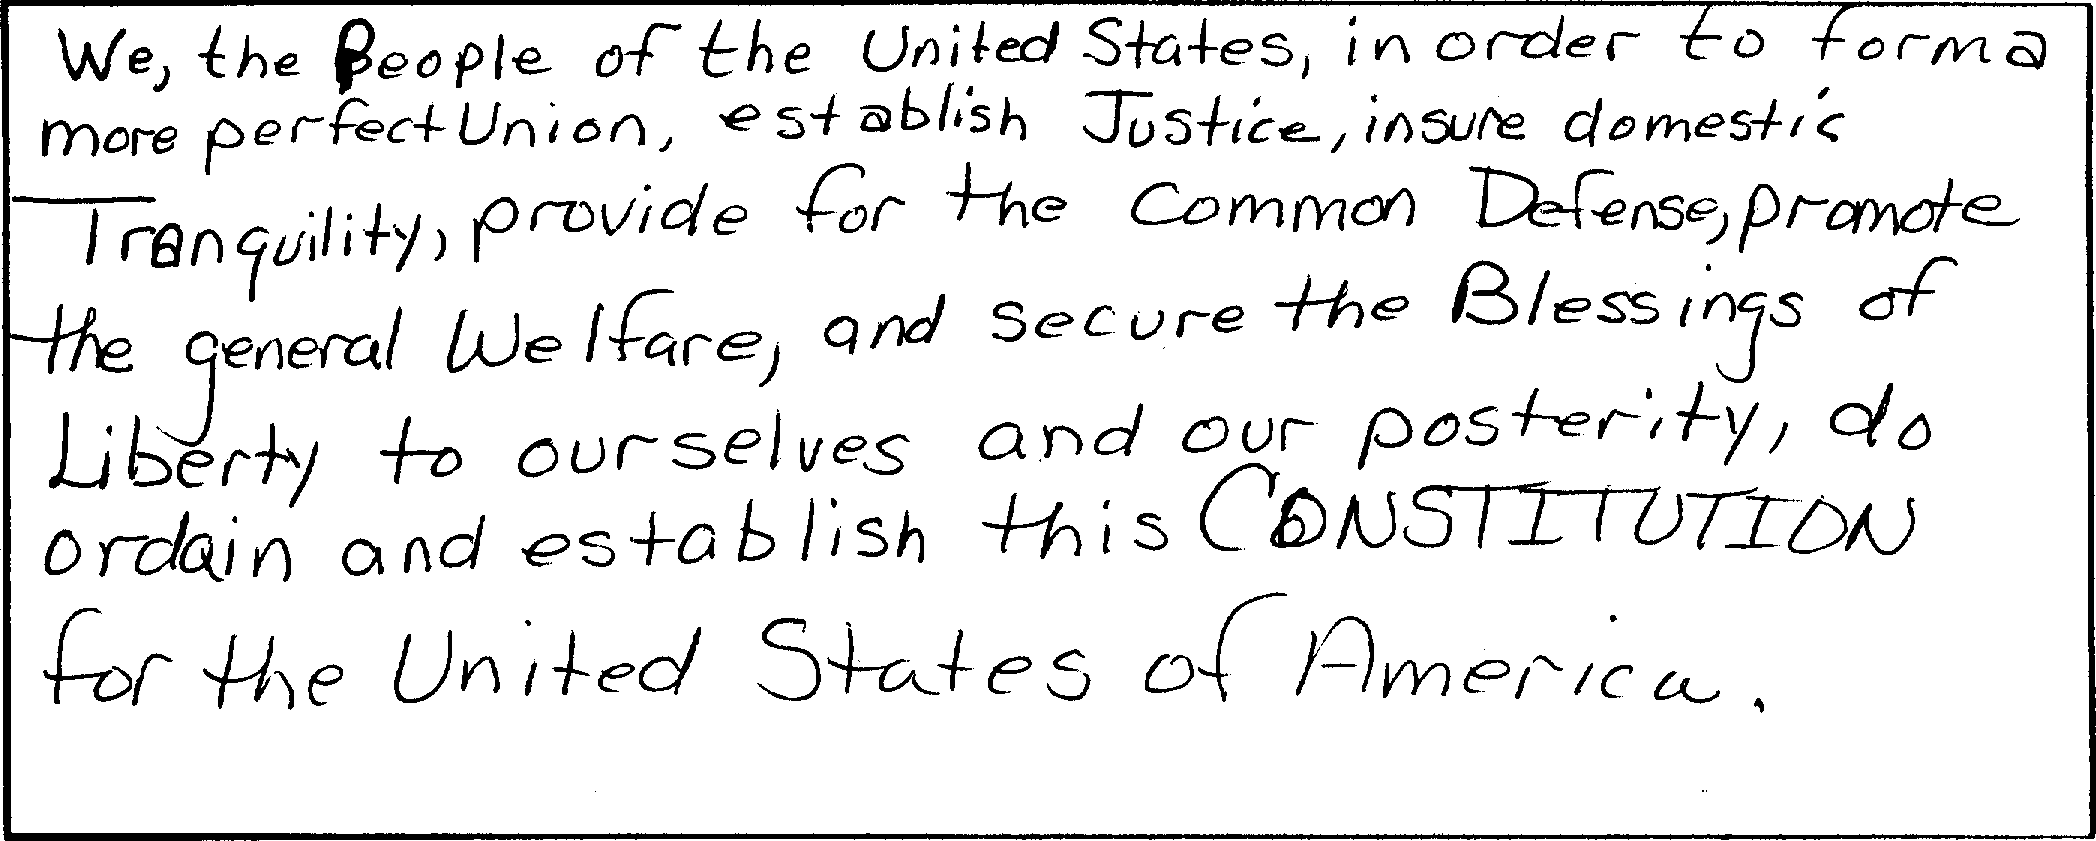 We, the People of the United States, in order to form a
more perfect Union, establish Justice, insure domestic
Tranquility, provide for the common Defense, promote
the general Welfare, and secure the Blessings of
Liberty to ourselves and our posterity, do
ordain and establish this CONSTITUTION
for the United States of America.